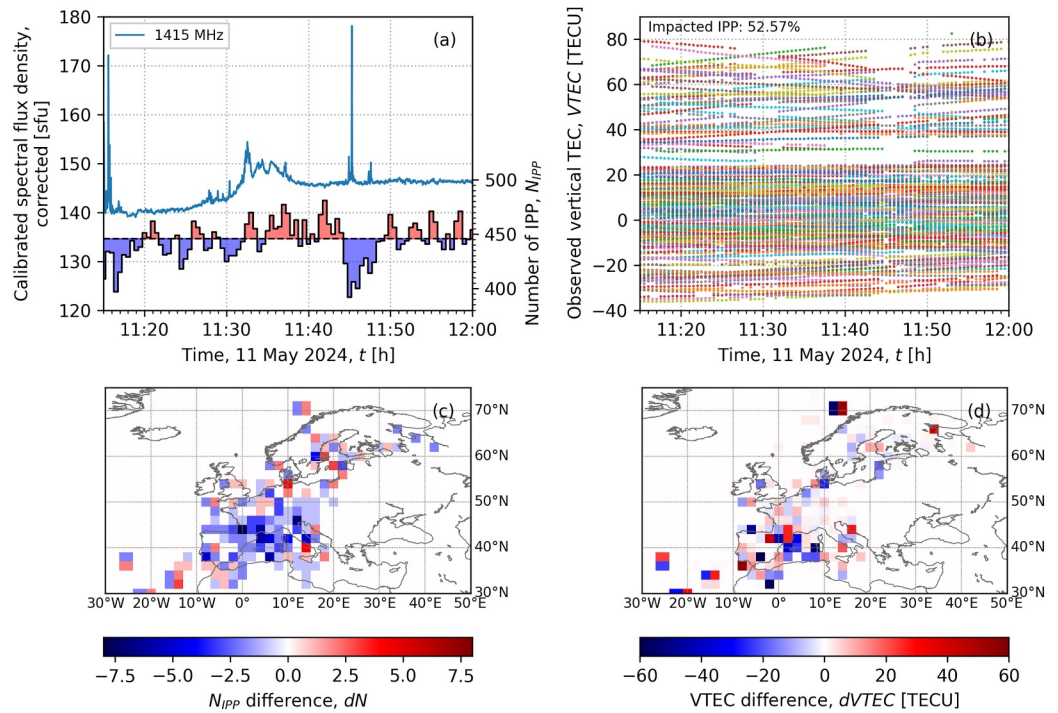 180
170
160
150
140
130
120
1415 MHz
(a)
500
450
400
Calibrated spectral flux density,
corrected [sfu]
Number of IPP, N_IPP
11:20 11:30 11:40 11:50 12:00
Time, 11 May 2024, t [h]
Impacted IPP: 52.57%
(b)
80
60
40
20
0
−20
−40
Observed vertical TEC, VTEC [TECU]
11:20 11:30 11:40 11:50 12:00
Time, 11 May 2024, t [h]
(c)
70°N
60°N
50°N
40°N
30°N
30°W 20°W 10°W 0° 10°E 20°E 30°E 40°E 50°E
−7.5 −5.0 −2.5 0.0 2.5 5.0 7.5
N_IPP difference, dN
(d)
70°N
60°N
50°N
40°N
30°N
30°W 20°W 10°W 0° 10°E 20°E 30°E 40°E 50°E
−60 −40 −20 0 20 40 60
VTEC difference, dVTEC [TECU]